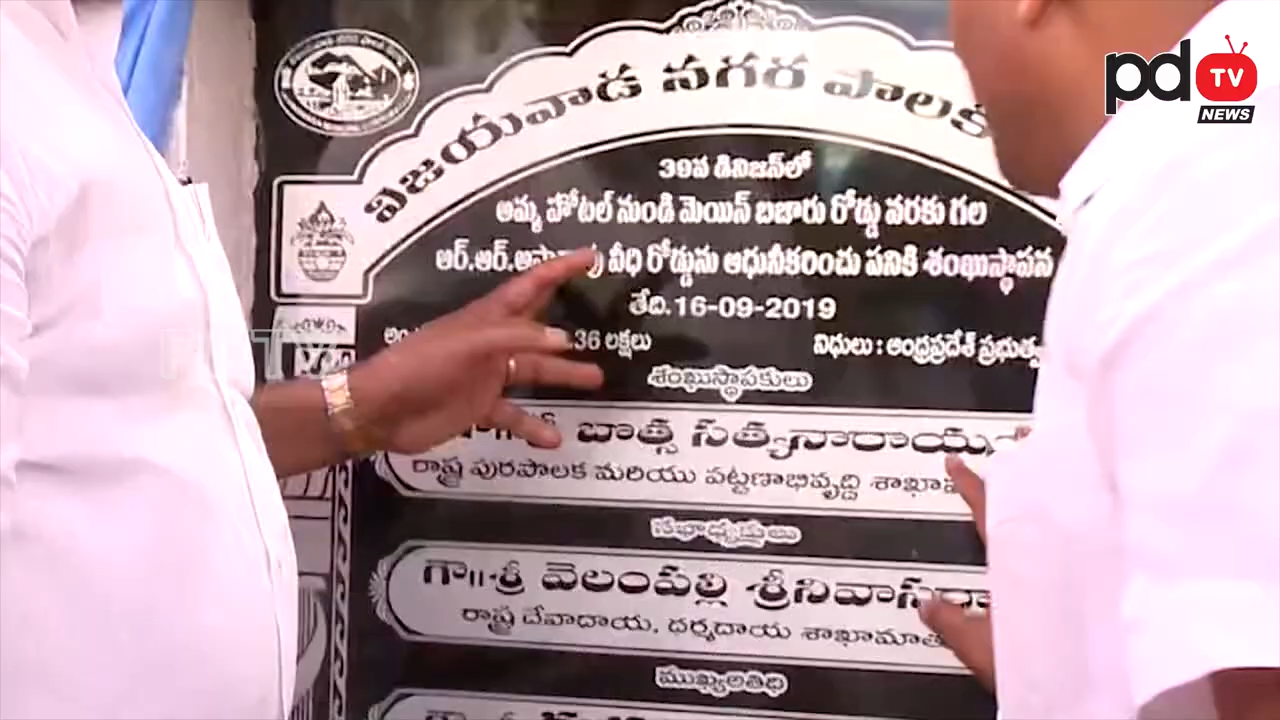 pd TV
NEWS
విజయవాడ నగర పాలక
39వ డివిజన్‌లో
అమ్మ హోటల్ నుండి మెయిన్ బజారు రోడ్డు వరకు గల
ఆర్.ఆర్. వీధి రోడ్డును ఆధునీకరించు పనికి శంఖుస్థాపన
తేది.16-09-2019
36 లక్షలు నిధులు : ఆంధ్రప్రదేశ్ ప్రభుత్వ
శంఖుస్థాపకులు
బొత్స సత్యనారాయణ
రాష్ట్ర పురపాలక మరియు పట్టణాభివృద్ది
సభాధ్యక్షులు
గౌ॥శ్రీ వెలంపల్లి శ్రీనివాసరా
రాష్ట్ర దేవాదాయ, ధర్మదాయ శాఖామాత
ముఖ్యఅతిధి
గౌ॥శ్రీ